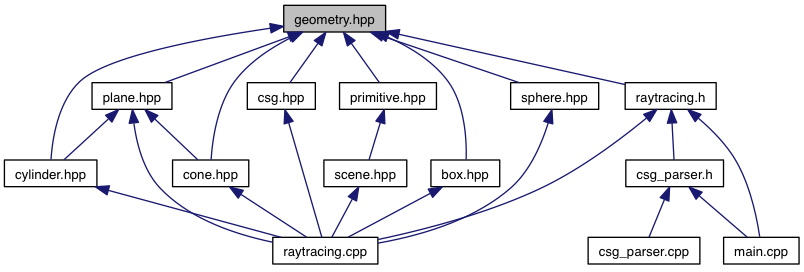 geometry.hpp
plane.hpp
csg.hpp
primitive.hpp
sphere.hpp
raytracing.h
cylinder.hpp
cone.hpp
scene.hpp
box.hpp
csg_parser.h
raytracing.cpp
csg_parser.cpp
main.cpp